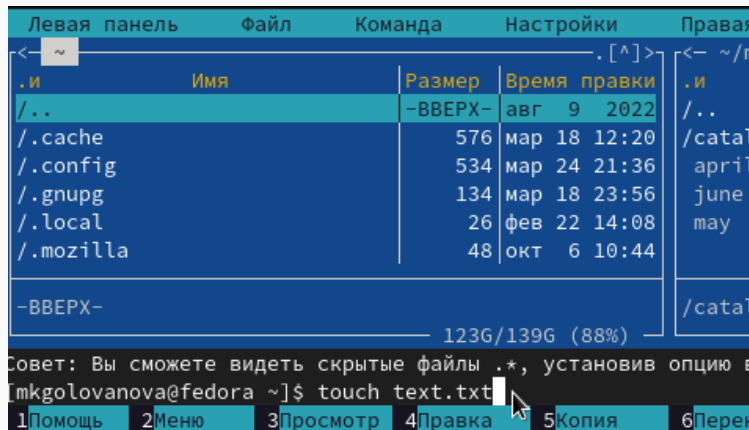 Левая панель Файл Команда Настройки Правая
<─ ~ .[^]> <─ ~/
.и Имя Размер Время правки .и
/.. -ВВЕРХ- авг 9 2022 /..
/.cache 576 мар 18 12:20 /catal
/.config 534 мар 24 21:36 apri
/.gnupg 134 мар 18 23:56 june
/.local 26 фев 22 14:08 may
/.mozilla 48 окт 6 10:44
-ВВЕРХ- /catal
123G/139G (88%)
Совет: Вы сможете видеть скрытые файлы .*, установив опцию
[mkgolovanova@fedora ~]$ touch text.txt
1Помощь 2Меню 3Просмотр 4Правка 5Копия 6Пере